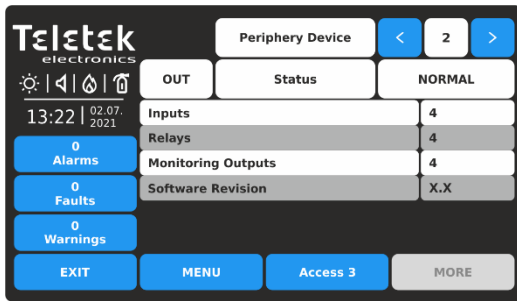 Teletek
electronics
Periphery Device < 2 >
OUT Status NORMAL
13:22 02.07.
2021
Inputs 4
Relays 4
Monitoring Outputs 4
Software Revision X.X
0
Alarms
0
Faults
0
Warnings
EXIT MENU Access 3 MORE